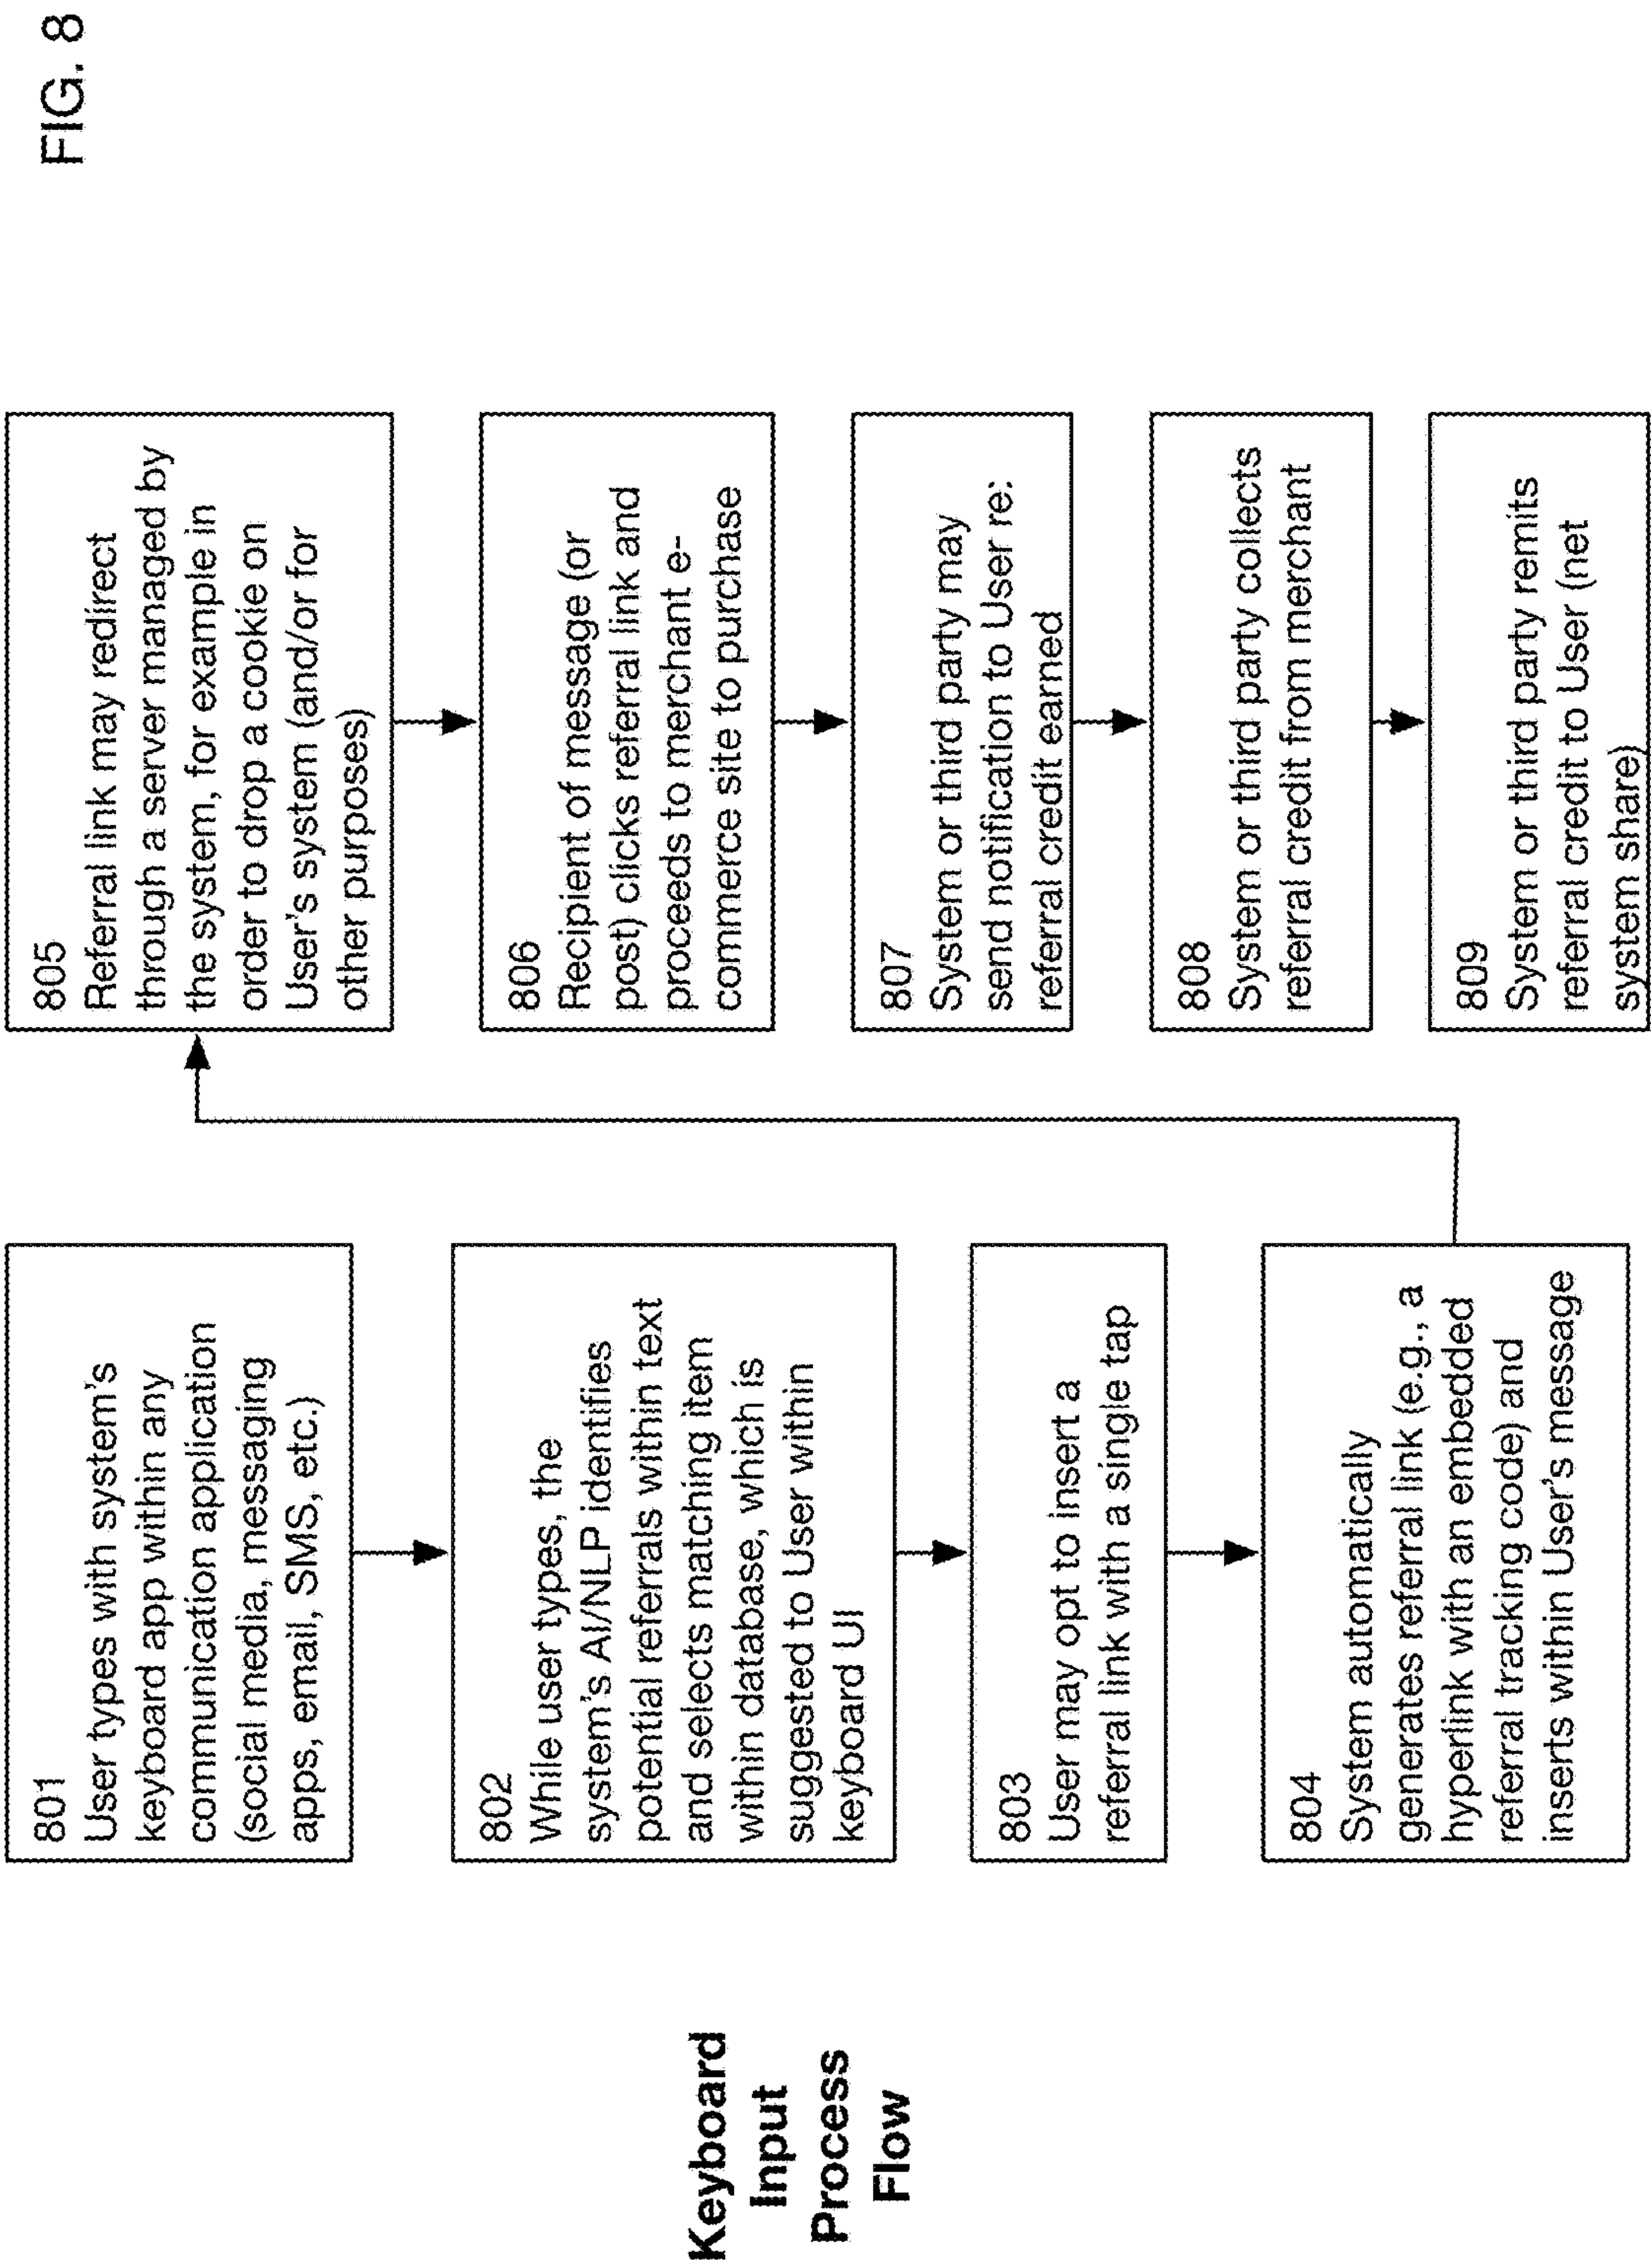 FIG. 8
Keyboard
Input
Process
Flow
801
User types with system's
keyboard app within any
communication application
(social media, messaging
apps, email, SMS, etc.)
802
While user types, the
system's AI/NLP identifies
potential referrals within text
and selects matching item
within database, which is
suggested to User within
keyboard UI
803
User may opt to insert a
referral link with a single tap
804
System automatically
generates referral link (e.g., a
hyperlink with an embedded
referral tracking code) and
inserts within User's message
805
Referral link may redirect
through a server managed by
the system, for example in
order to drop a cookie on
User's system (and/or for
other purposes)
806
Recipient of message (or
post) clicks referral link and
proceeds to merchant e-
commerce site to purchase
807
System or third party may
send notification to User re:
referral credit earned
808
System or third party collects
referral credit from merchant
809
System or third party remits
referral credit to User (net
system share)